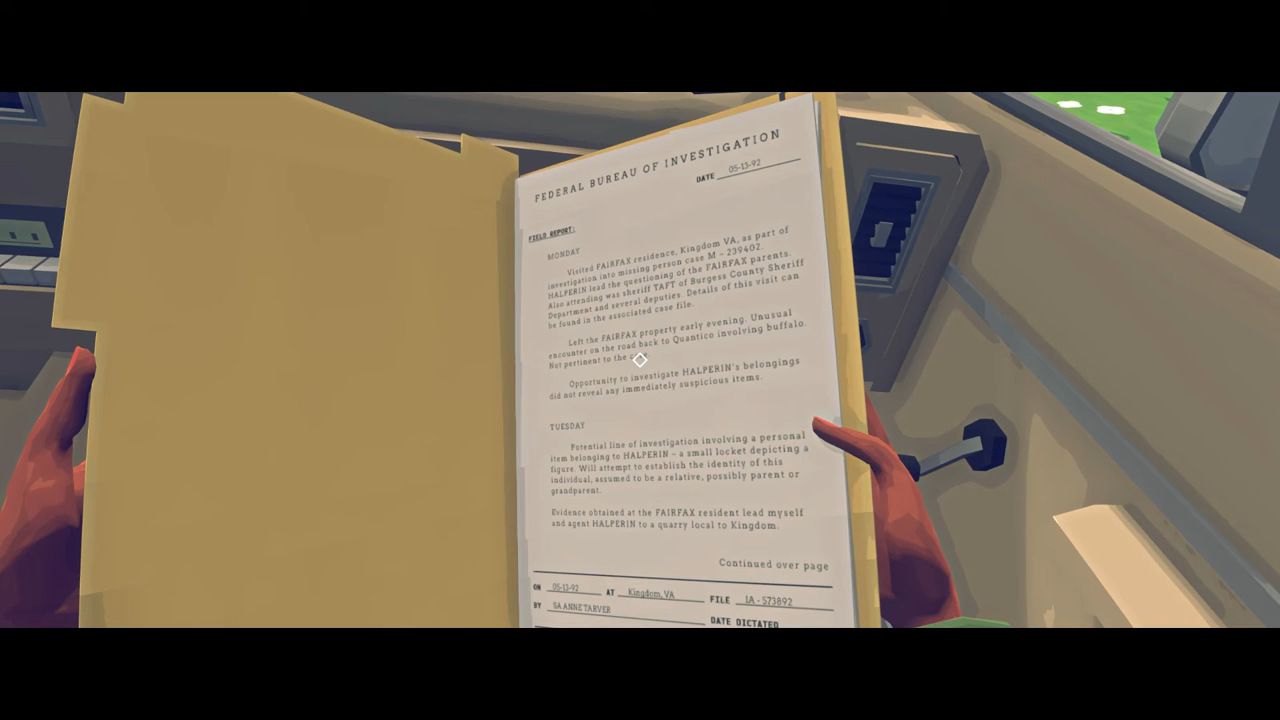 FEDERAL BUREAU OF INVESTIGATION
DATE 05-13-92
FIELD REPORT:
MONDAY
Visited FAIRFAX residence, Kingdom VA, as part of
investigation into missing person case M - 239402.
HALPERIN lead the questioning of the FAIRFAX parents.
Also attending was sheriff TAFT of Burgess County Sheriff
Department and several deputies. Details of this visit can
be found in the associated case file.
Left the FAIRFAX property early evening. Unusual
encounter on the road back to Quantico involving buffalo.
Not pertinent to the
Opportunity to investigate HALPERIN's belongings
did not reveal any immediately suspicious items.
TUESDAY
Potential line of investigation involving a personal
item belonging to HALPERIN - a small locket depicting a
figure. Will attempt to establish the identity of this
individual, assumed to be a relative, possibly parent or
grandparent.
Evidence obtained at the FAIRFAX resident lead myself
and agent HALPERIN to a quarry local to Kingdom.
Continued over page
ON 05-13-92 AT Kingdom, VA FILE 1A - 573892
BY SA ANNE TARVER
DATE DICTATED